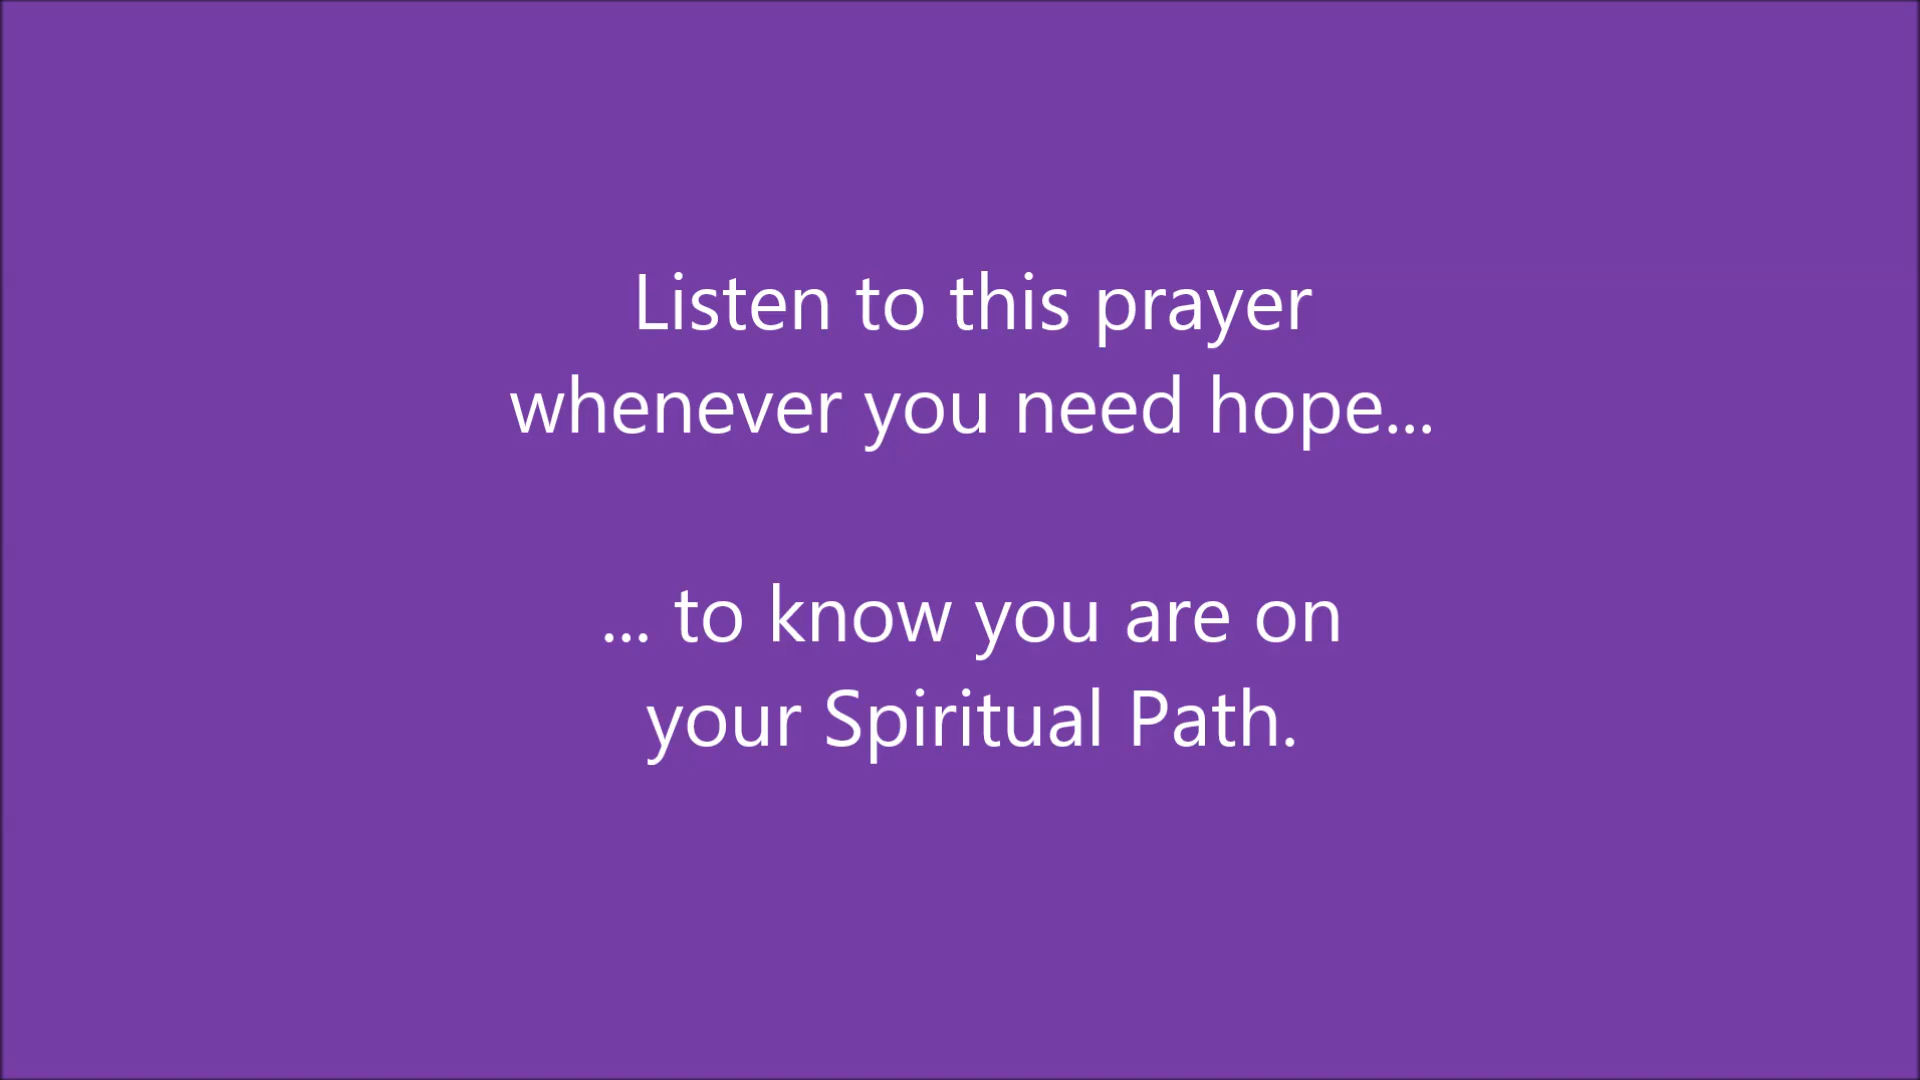 Listen to this prayer
whenever you need hope...
... to know you are on
your Spiritual Path.